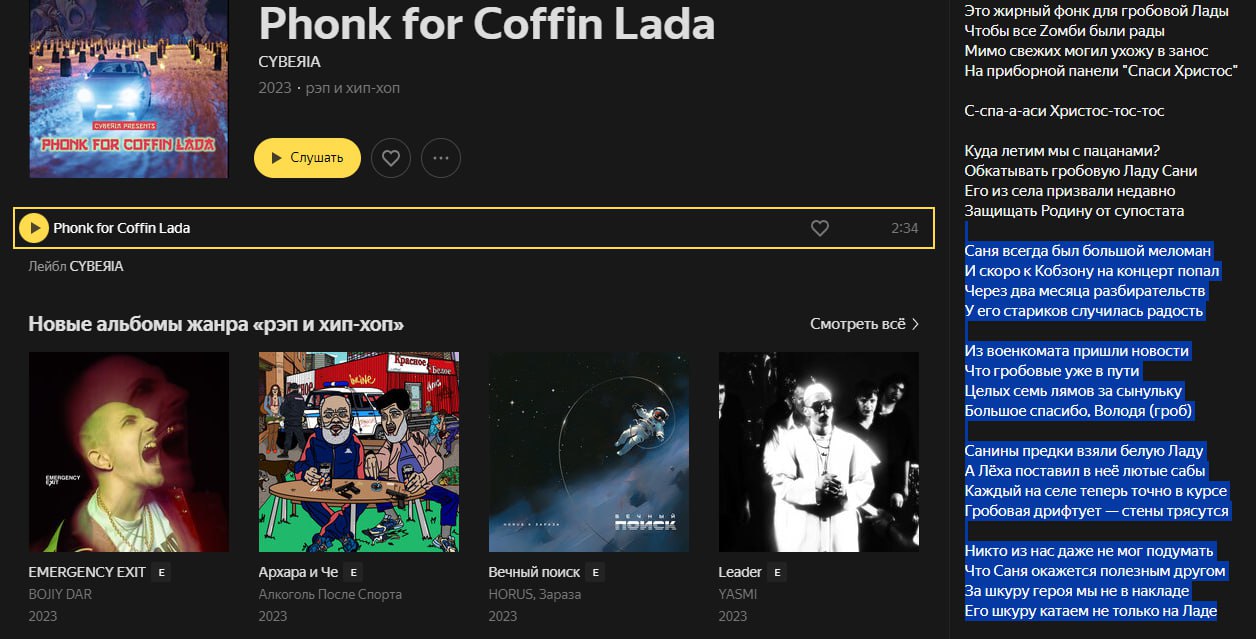 Phonk for Coffin Lada
CYBEЯIA
2023 · рэп и хип-хоп
CYBEЯIA PRESENTS
PHONK FOR COFFIN LADA
Слушать
Phonk for Coffin Lada
2:34
Лейбл CYBEЯIA
Новые альбомы жанра «рэп и хип-хоп»
Смотреть всё
EMERGENCY
EXIT
Красное
Белое
ВЕЧНЫЙ
ПОИСК
HORUS & ЗАРАЗА
EMERGENCY EXIT E
BOJIY DAR
2023
Архара и Че E
Алкоголь После Спорта
2023
Вечный поиск E
HORUS, Зараза
2023
Leader E
YASMI
2023
Это жирный фонк для гробовой Лады
Чтобы все Zомби были рады
Мимо свежих могил ухожу в занос
На приборной панели "Спаси Христос"
С-спа-а-аси Христос-тос-тос
Куда летим мы с пацанами?
Обкатывать гробовую Ладу Сани
Его из села призвали недавно
Защищать Родину от супостата
Саня всегда был большой меломан
И скоро к Кобзону на концерт попал
Через два месяца разбирательств
У его стариков случилась радость
Из военкомата пришли новости
Что гробовые уже в пути
Целых семь лямов за сынульку
Большое спасибо, Володя (гроб)
Санины предки взяли белую Ладу
А Лёха поставил в неё лютые сабы
Каждый на селе теперь точно в курсе
Гробовая дрифтует — стены трясутся
Никто из нас даже не мог подумать
Что Саня окажется полезным другом
За шкуру героя мы не в накладе
Его шкуру катаем не только на Ладе